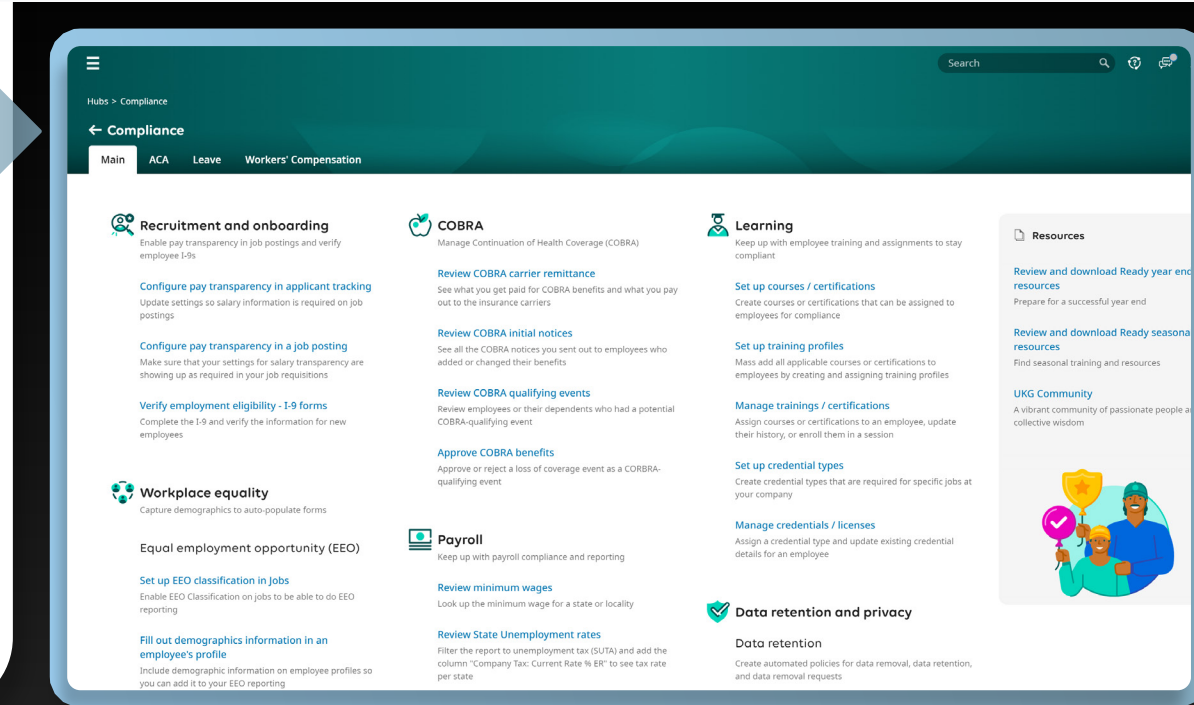 Search
Hubs > Compliance
← Compliance
Main
ACA
Leave
Workers' Compensation
Recruitment and onboarding
Enable pay transparency in job postings and verify
employee I-9s
Configure pay transparency in applicant tracking
Update settings so salary information is required on job
postings
Configure pay transparency in a job posting
Make sure that your settings for salary transparency are
showing up as required in your job requisitions
Verify employment eligibility - I-9 forms
Complete the I-9 and verify the information for new
employees
Workplace equality
Capture demographics to auto-populate forms
Equal employment opportunity (EEO)
Set up EEO classification in Jobs
Enable EEO Classification on jobs to be able to do EEO
reporting
Fill out demographics information in an
employee's profile
Include demographic information on employee profiles so
you can add it to your EEO reporting
COBRA
Manage Continuation of Health Coverage (COBRA)
Review COBRA carrier remittance
See what you get paid for COBRA benefits and what you pay
out to the insurance carriers
Review COBRA initial notices
See all the COBRA notices you sent out to employees who
added or changed their benefits
Review COBRA qualifying events
Review employees or their dependents who had a potential
COBRA-qualifying event
Approve COBRA benefits
Approve or reject a loss of coverage event as a CORBRA-
qualifying event
Payroll
Keep up with payroll compliance and reporting
Review minimum wages
Look up the minimum wage for a state or locality
Review State Unemployment rates
Filter the report to unemployment tax (SUTA) and add the
column "Company Tax: Current Rate % ER" to see tax rate
per state
Learning
Keep up with employee training and assignments to stay
compliant
Set up courses / certifications
Create courses or certifications that can be assigned to
employees for compliance
Set up training profiles
Mass add all applicable courses or certifications to
employees by creating and assigning training profiles
Manage trainings / certifications
Assign courses or certifications to an employee, update
their history, or enroll them in a session
Set up credential types
Create credential types that are required for specific jobs at
your company
Manage credentials / licenses
Assign a credential type and update existing credential
details for an employee
Data retention and privacy
Data retention
Create automated policies for data removal, data retention,
and data removal requests
Resources
Review and download Ready year end
resources
Prepare for a successful year end
Review and download Ready seasona
resources
Find seasonal training and resources
UKG Community
A vibrant community of passionate people a
collective wisdom